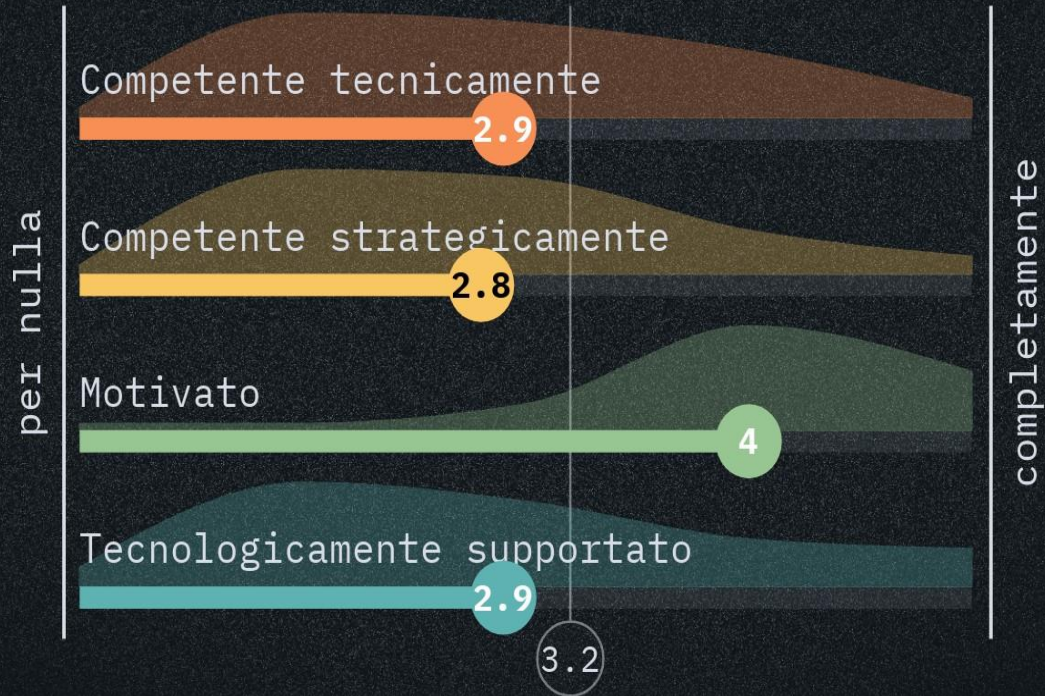 Competente tecnicamente
2.9
Competente strategicamente
2.8
Motivato
4
Tecnologicamente supportato
2.9
3.2
per nulla
completamente